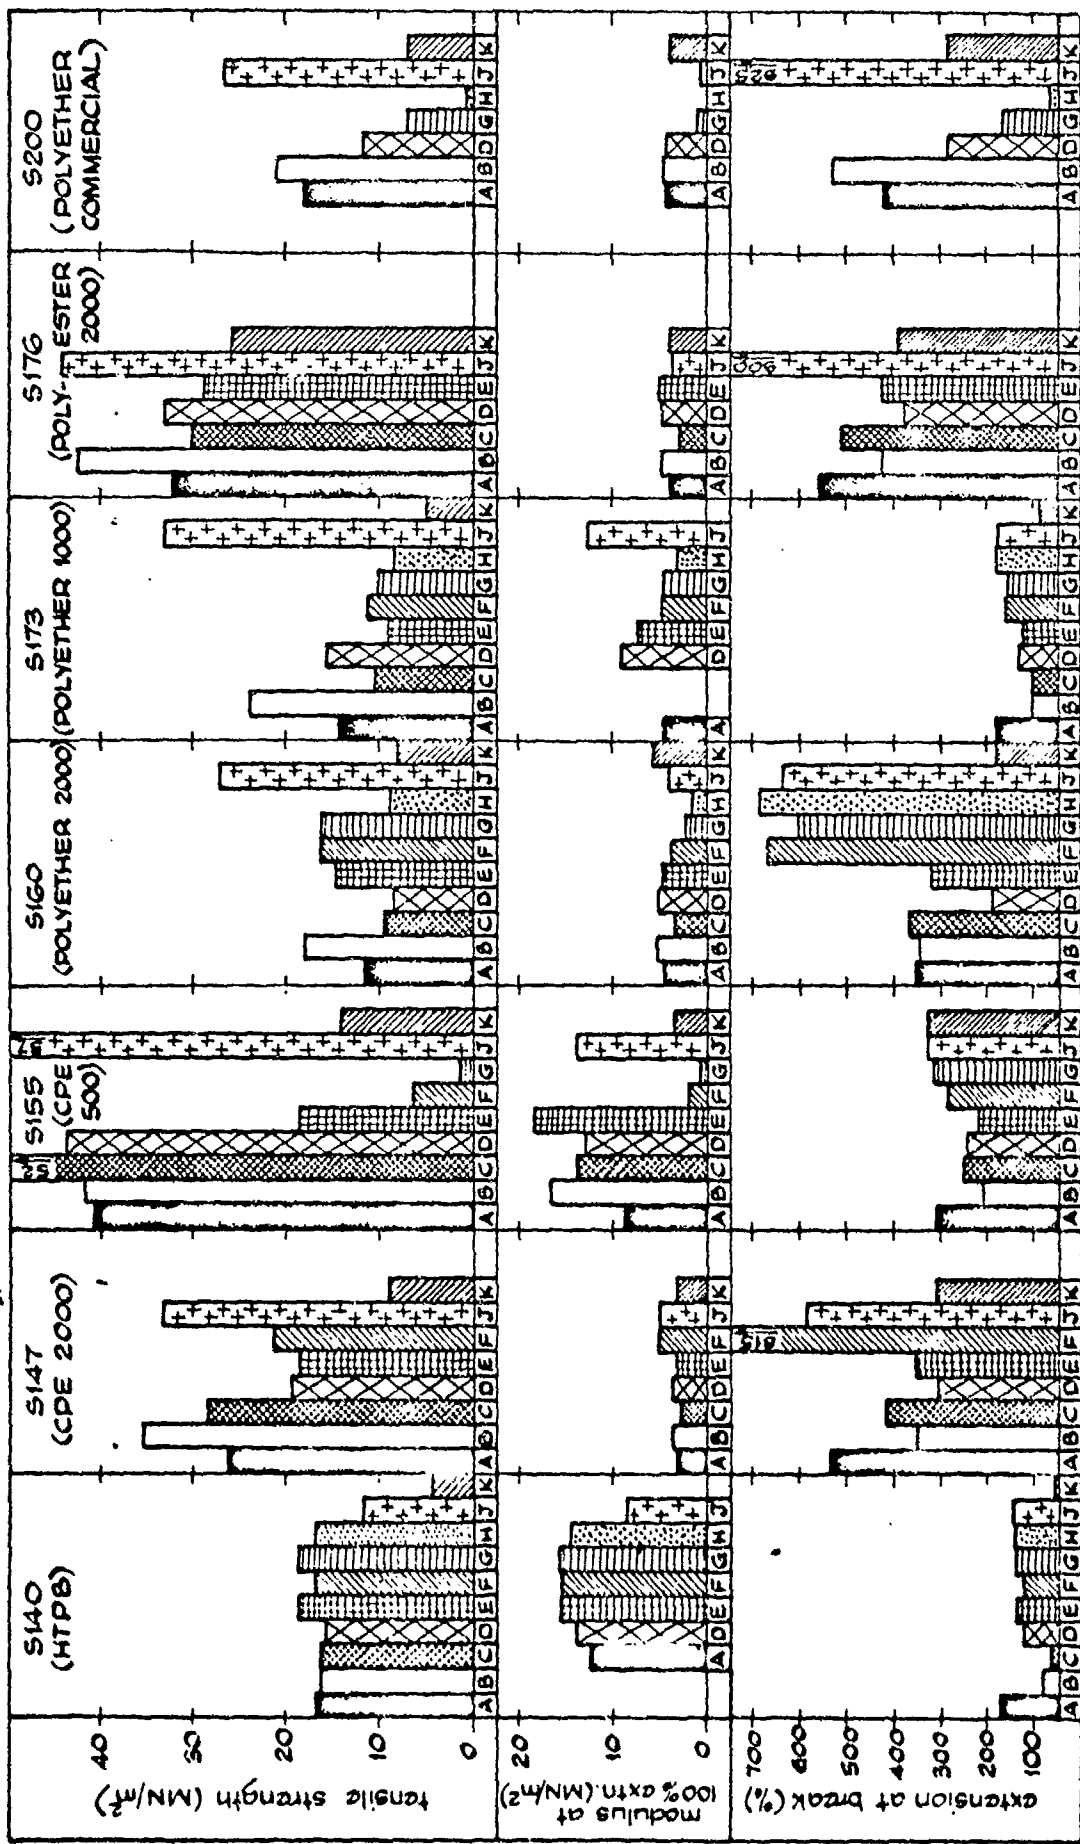 S140
(HTPB)
S147
(CPE 2000)
S155
(CPE
500)
S160
(POLYETHER 2000)
S173
(POLYETHER 1000)
S176
(POLY-ESTER
2000)
S200
(POLYETHER
COMMERCIAL)
tensile strength (MN/m²)
40
30
20
10
0
57
A B C D E F G H J K
A B C D E F J K
A B C D E F G J K
A B C D E F G H J K
A B C D E F G H J K
A B C D E J K
A B D G H J K
modulus at
100% extn. (MN/m²)
20
10
0
A D E F G H J
A B C D E F J K
A B C D E F G J K
A B C D E F G H J K
A D E F G H J
A B C D E J K
A B D G H J K
extension at break (%)
700
600
500
400
300
200
100
815
900
925
A B C D E F G H J K
A B C D E F J K
A B C D E F G J K
A B C D E F G H J K
A B C D E F G H J K
A B C D E J K
A B D G H J K